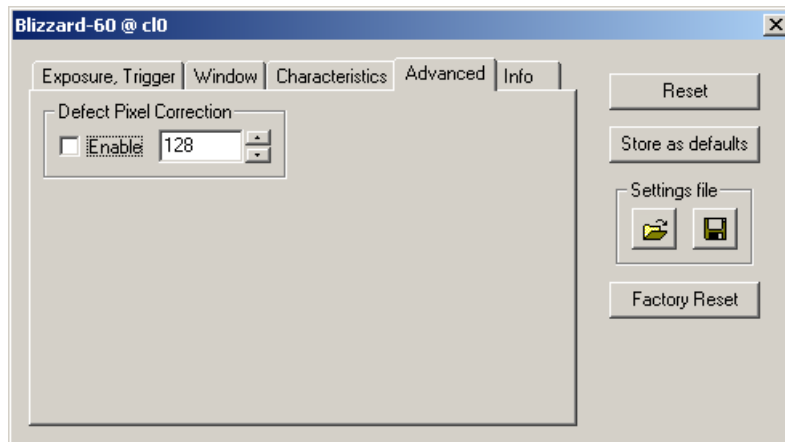 Blizzard-60 @ cl0
Exposure, Trigger Window Characteristics Advanced Info
Defect Pixel Correction
Enable 128
Reset
Store as defaults
Settings file
Factory Reset